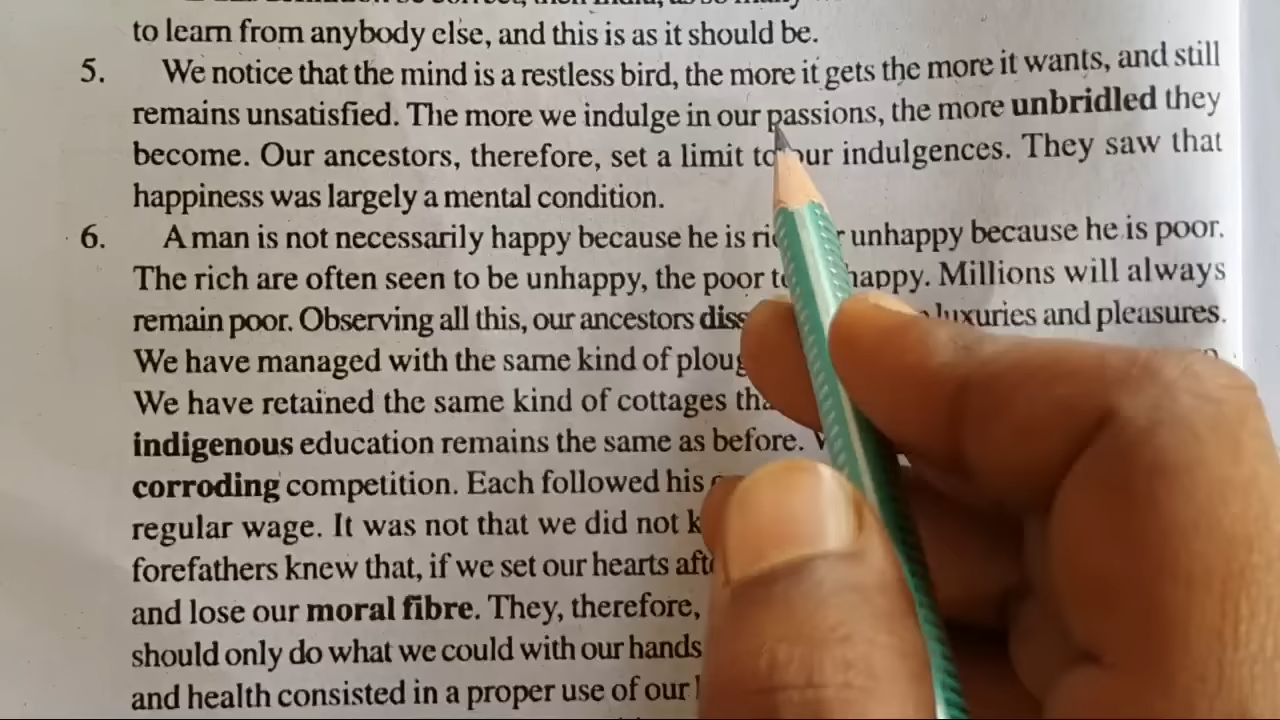 to learn from anybody else, and this is as it should be.
5. We notice that the mind is a restless bird, the more it gets the more it wants, and still
remains unsatisfied. The more we indulge in our passions, the more unbridled they
become. Our ancestors, therefore, set a limit to our indulgences. They saw that
happiness was largely a mental condition.
6. A man is not necessarily happy because he is unhappy because he is poor.
The rich are often seen to be unhappy, the poor happy. Millions will always
remain poor. Observing all this, our ancestors luxuries and pleasures.
We have managed with the same kind of
We have retained the same kind of cottages
indigenous education remains the same as before.
corroding competition. Each followed his
regular wage. It was not that we did not
forefathers knew that, if we set our hearts
and lose our moral fibre. They, therefore,
should only do what we could with our hands
and health consisted in a proper use of our